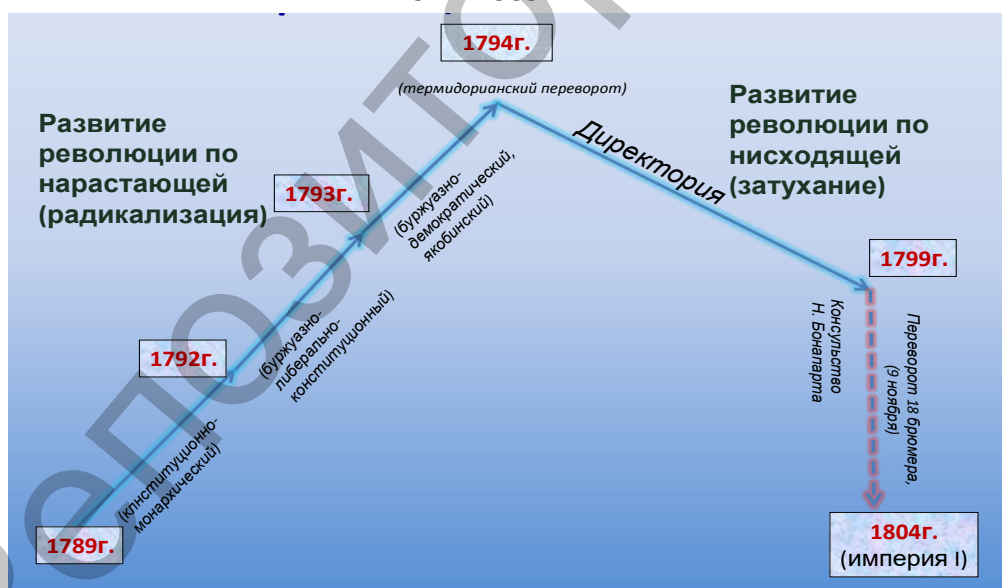 1794г.
(термидорианский переворот)
Развитие
революции по
нарастающей
(радикализация)
Развитие
революции по
нисходящей
(затухание)
Директория
1793г.
(буржуазно-
демократический,
якобинский)
1799г.
1792г.
(буржуазно-
либерально-
конституционный)
Консульство
Н. Бонапарта
Переворот 18 брюмера,
(9 ноября)
(клнституционно-
монархический)
1789г.
1804г.
(империя I)